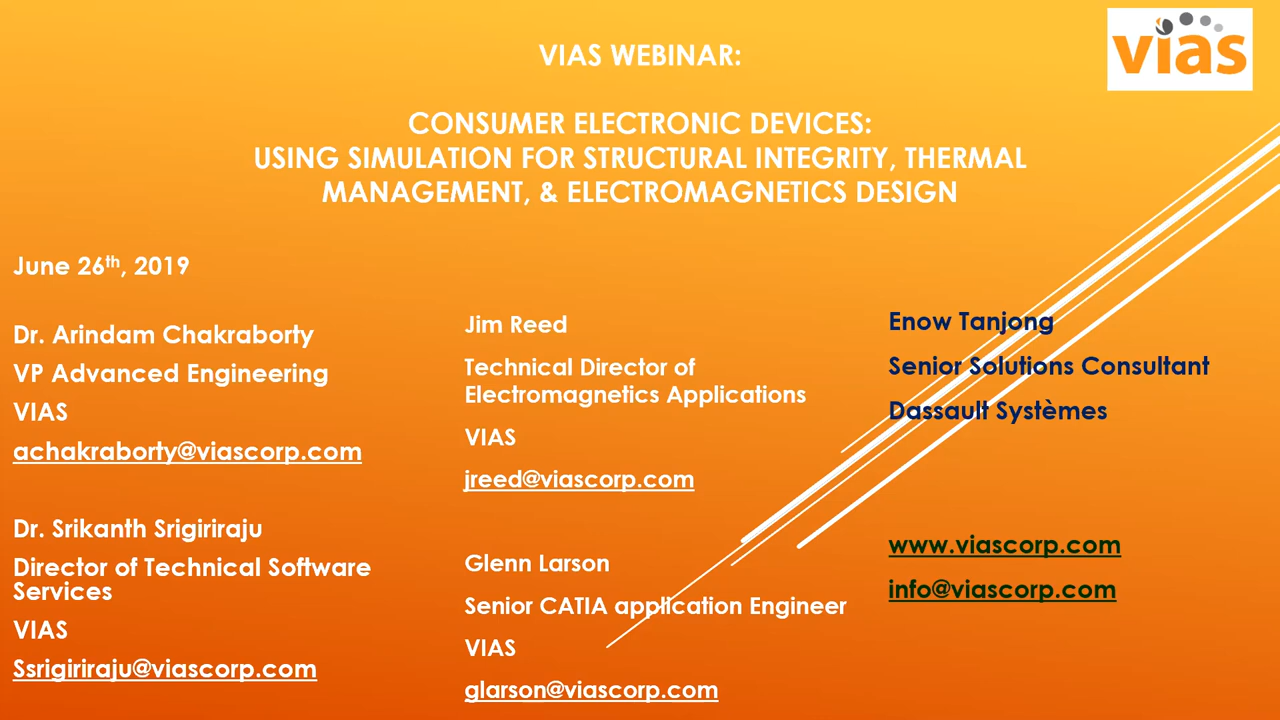 vias
VIAS WEBINAR:
CONSUMER ELECTRONIC DEVICES:
USING SIMULATION FOR STRUCTURAL INTEGRITY, THERMAL
MANAGEMENT, & ELECTROMAGNETICS DESIGN
June 26th, 2019
Dr. Arindam Chakraborty
VP Advanced Engineering
VIAS
achakraborty@viascorp.com
Dr. Srikanth Srigiriraju
Director of Technical Software
Services
VIAS
Ssrigiriraju@viascorp.com
Jim Reed
Technical Director of
Electromagnetics Applications
VIAS
jreed@viascorp.com
Glenn Larson
Senior CATIA application Engineer
VIAS
glarson@viascorp.com
Enow Tanjong
Senior Solutions Consultant
Dassault Systèmes
www.viascorp.com
info@viascorp.com